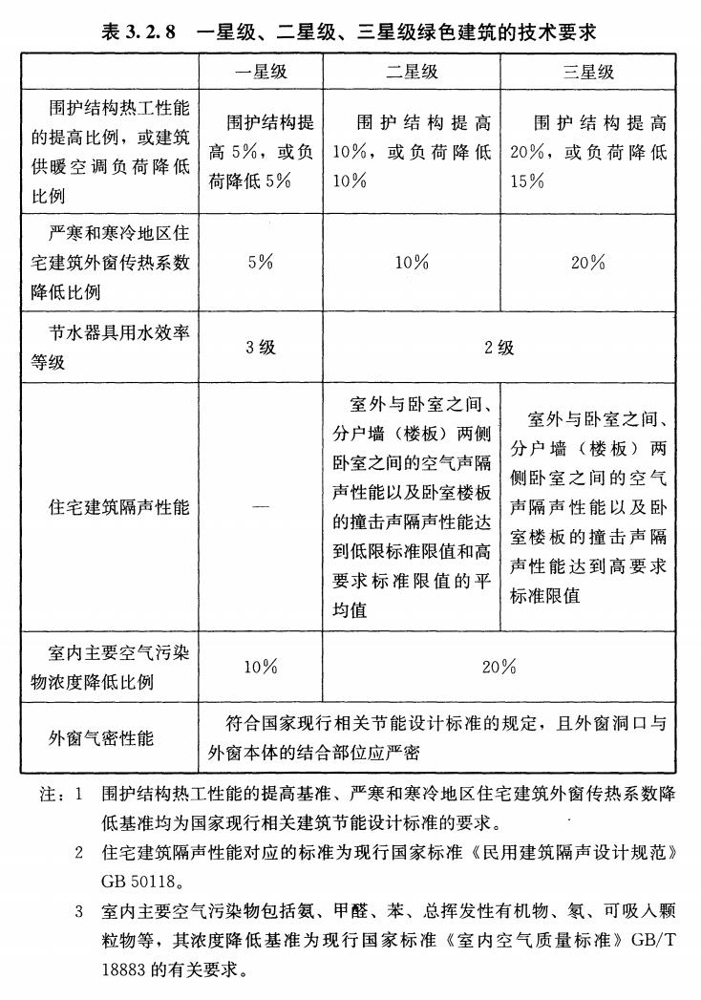 表 3.2.8 一星级、二星级、三星级绿色建筑的技术要求
一星级 二星级 三星级
围护结构热工性能
的提高比例，或建筑
供暖空调负荷降低
比例
围护结构提
高 5%，或负
荷降低 5%
围护结构提高
10%，或负荷降低
10%
围护结构提高
20%，或负荷降低
15%
严寒和寒冷地区住
宅建筑外窗传热系数
降低比例
5% 10% 20%
节水器具用水效率
等级
3 级 2 级
住宅建筑隔声性能
—
室外与卧室之间、
分户墙（楼板）两侧
卧室之间的空气声隔
声性能以及卧室楼板
的撞击声隔声性能达
到低限标准限值和高
要求标准限值的平
均值
室外与卧室之间、
分户墙（楼板）两
侧卧室之间的空气
声隔声性能以及卧
室楼板的撞击声隔
声性能达到高要求
标准限值
室内主要空气污染
物浓度降低比例
10% 20%
外窗气密性能
符合国家现行相关节能设计标准的规定，且外窗洞口与
外窗本体的结合部位应严密
注：1 围护结构热工性能的提高基准、严寒和寒冷地区住宅建筑外窗传热系数降
低基准均为国家现行相关建筑节能设计标准的要求。
2 住宅建筑隔声性能对应的标准为现行国家标准《民用建筑隔声设计规范》
GB 50118。
3 室内主要空气污染物包括氨、甲醛、苯、总挥发性有机物、氡、可吸入颗
粒物等，其浓度降低基准为现行国家标准《室内空气质量标准》GB/T
18883 的有关要求。